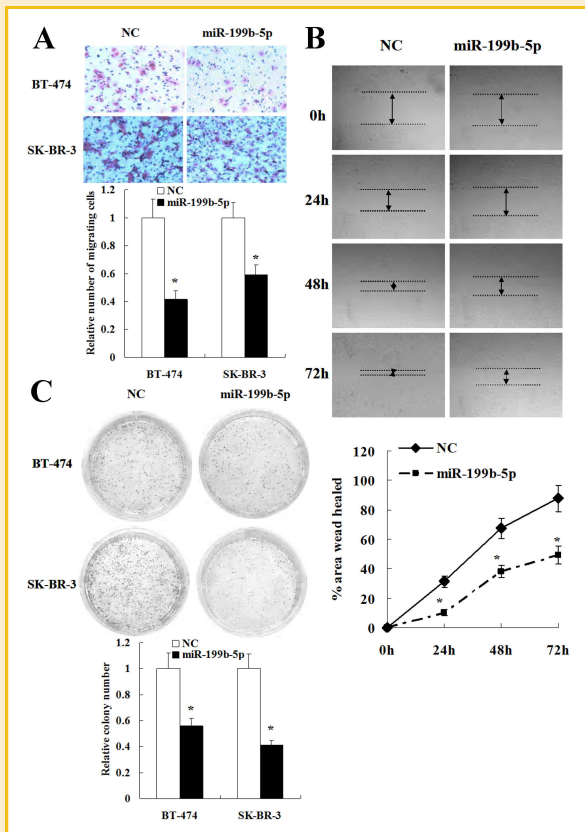 A
NC miR-199b-5p
BT-474
SK-BR-3
NC
miR-199b-5p
Relative number of migrating cells
1.2
1
0.8
0.6
0.4
0.2
0
*
*
BT-474 SK-BR-3
B
NC miR-199b-5p
0h
24h
48h
72h
NC
miR-199b-5p
% area wead healed
120
100
80
60
40
20
0
*
*
*
0h 24h 48h 72h
C
NC miR-199b-5p
BT-474
SK-BR-3
NC
miR-199b-5p
Relative colony number
1.2
1
0.8
0.6
0.4
0.2
0
*
*
BT-474 SK-BR-3